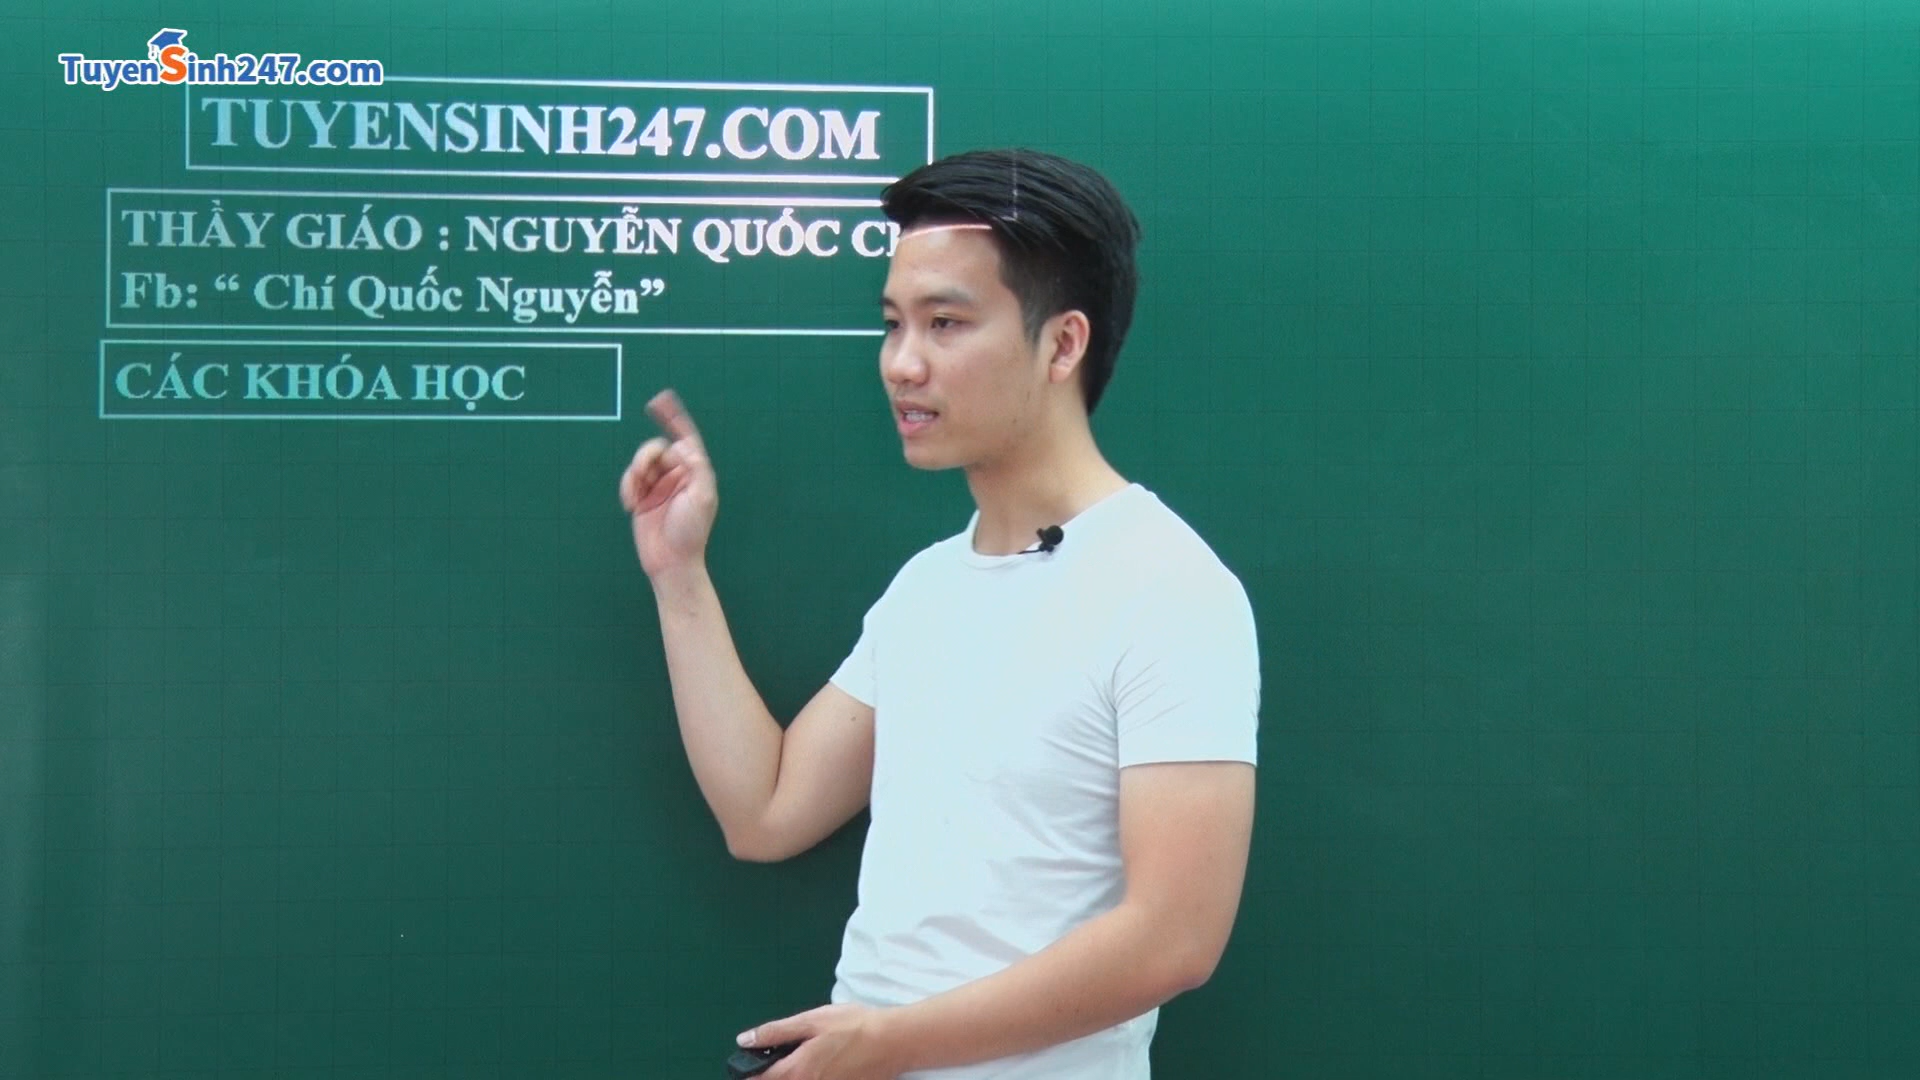 TuyenSinh247.com
TUYENSINH247.COM
THẦY GIÁO : NGUYỄN QUỐC
Fb: “ Chí Quốc Nguyễn”
CÁC KHÓA HỌC